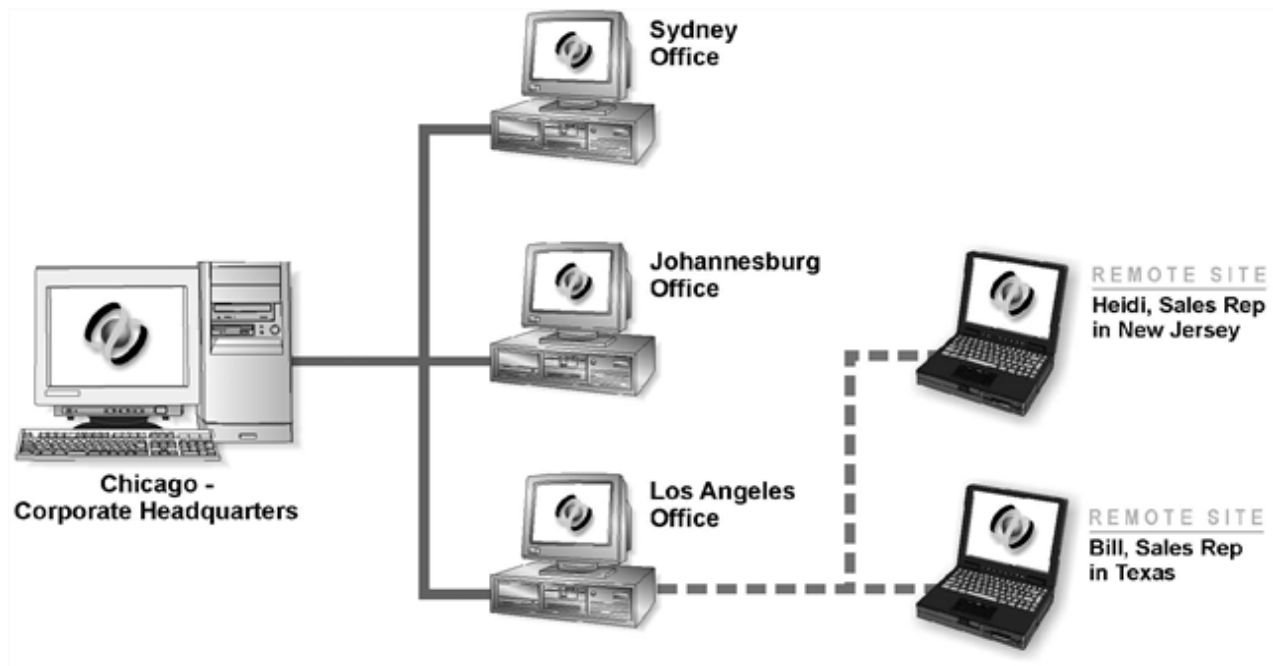 Sydney
Office
Johannesburg
Office
REMOTE SITE
Heidi, Sales Rep
in New Jersey
Chicago -
Corporate Headquarters
Los Angeles
Office
REMOTE SITE
Bill, Sales Rep
in Texas